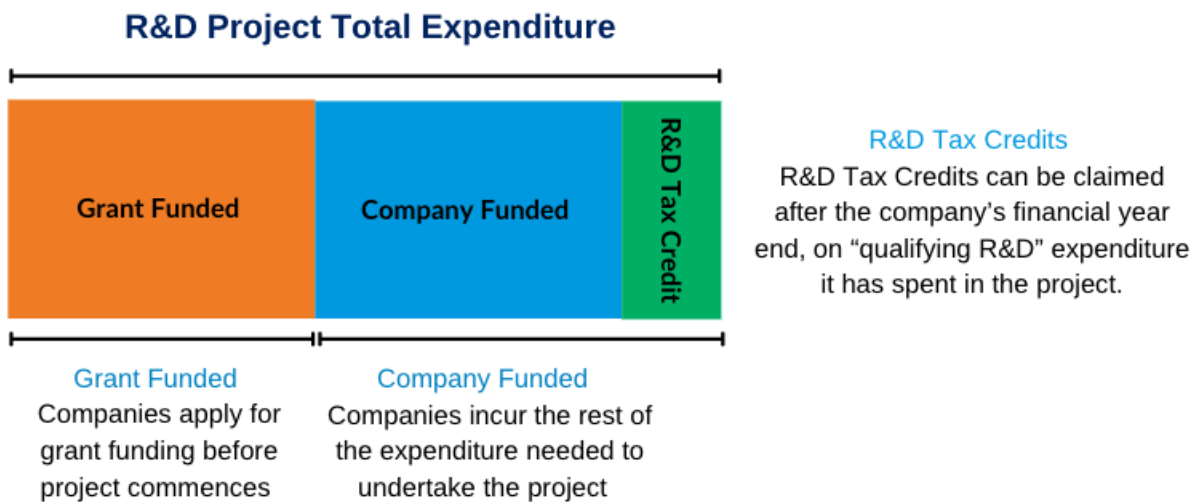 R&D Project Total Expenditure
Grant Funded
Company Funded
R&D Tax Credit
R&D Tax Credits
R&D Tax Credits can be claimed
after the company’s financial year
end, on “qualifying R&D” expenditure
it has spent in the project.
Grant Funded
Companies apply for
grant funding before
project commences
Company Funded
Companies incur the rest of
the expenditure needed to
undertake the project